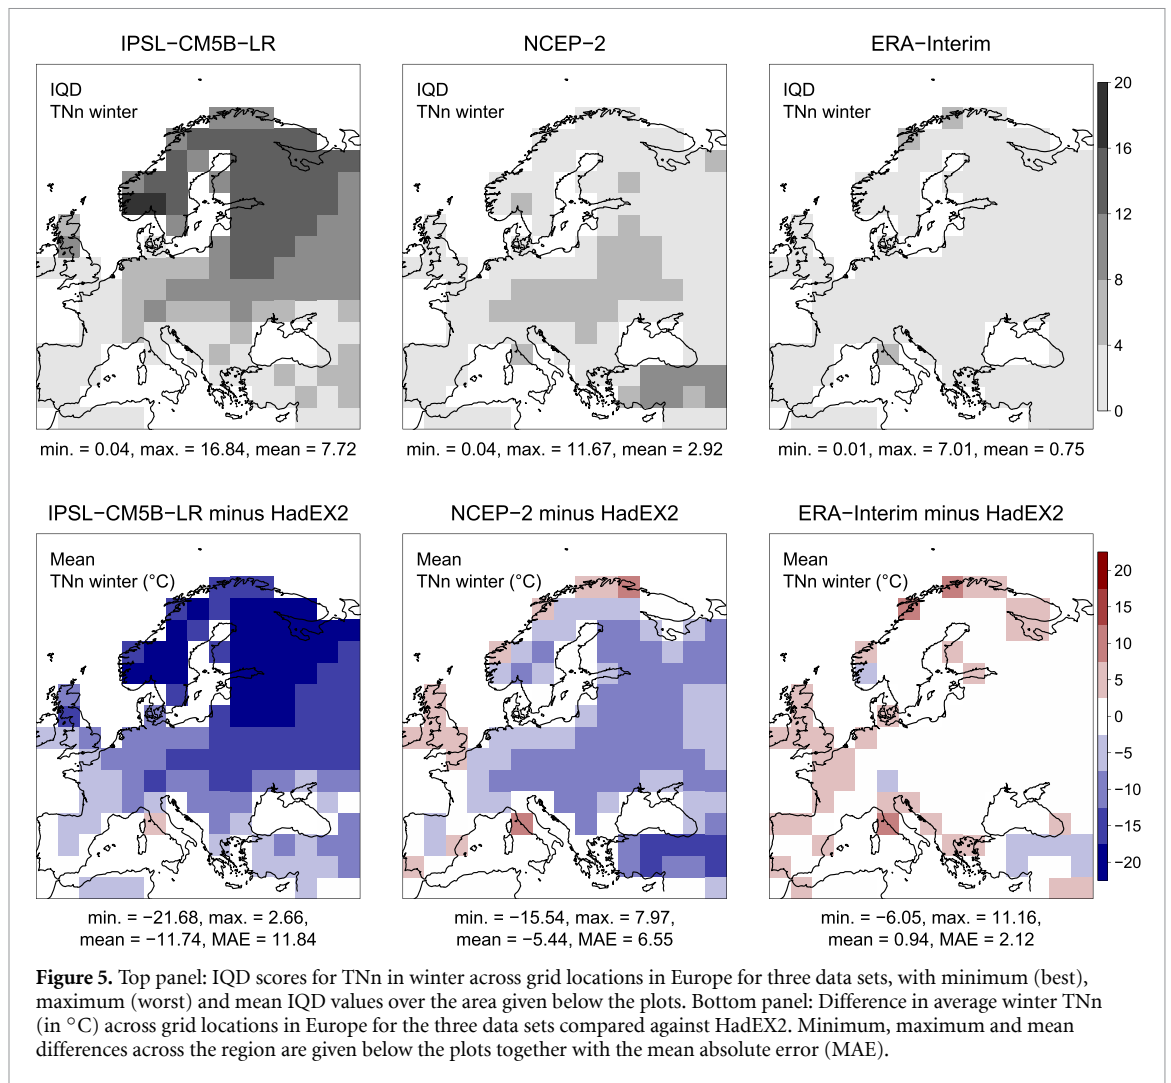 IPSL−CM5B−LR
NCEP−2
ERA−Interim
IQD
TNn winter
IQD
TNn winter
IQD
TNn winter
20
16
12
8
4
0
min. = 0.04, max. = 16.84, mean = 7.72
min. = 0.04, max. = 11.67, mean = 2.92
min. = 0.01, max. = 7.01, mean = 0.75
IPSL−CM5B−LR minus HadEX2
NCEP−2 minus HadEX2
ERA−Interim minus HadEX2
Mean
TNn winter (°C)
Mean
TNn winter (°C)
Mean
TNn winter (°C)
20
15
10
5
0
−5
−10
−15
−20
min. = −21.68, max. = 2.66,
mean = −11.74, MAE = 11.84
min. = −15.54, max. = 7.97,
mean = −5.44, MAE = 6.55
min. = −6.05, max. = 11.16,
mean = 0.94, MAE = 2.12
Figure 5. Top panel: IQD scores for TNn in winter across grid locations in Europe for three data sets, with minimum (best),
maximum (worst) and mean IQD values over the area given below the plots. Bottom panel: Difference in average winter TNn
(in °C) across grid locations in Europe for the three data sets compared against HadEX2. Minimum, maximum and mean
differences across the region are given below the plots together with the mean absolute error (MAE).